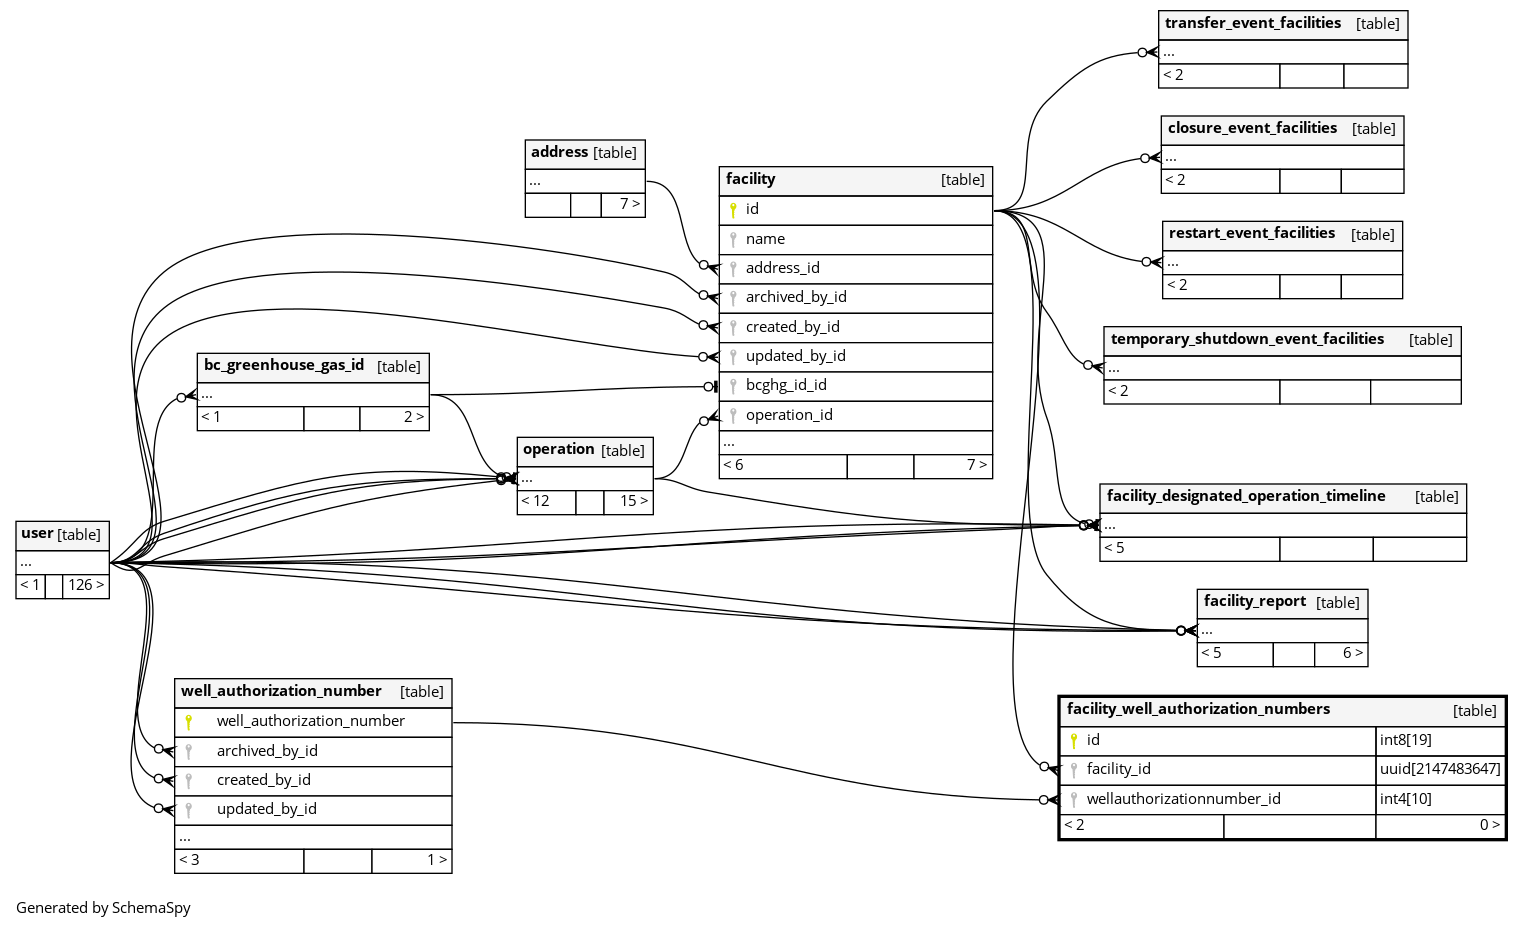 transfer_event_facilities [table]
...
< 2
closure_event_facilities [table]
...
< 2
restart_event_facilities [table]
...
< 2
temporary_shutdown_event_facilities [table]
...
< 2
address [table]
...
7 >
facility [table]
id
name
address_id
archived_by_id
created_by_id
updated_by_id
bcghg_id_id
operation_id
...
< 6 7 >
bc_greenhouse_gas_id [table]
...
< 1 2 >
operation [table]
...
< 12 15 >
facility_designated_operation_timeline [table]
...
< 5
user [table]
...
< 1 126 >
facility_report [table]
...
< 5 6 >
well_authorization_number [table]
well_authorization_number
archived_by_id
created_by_id
updated_by_id
...
< 3 1 >
facility_well_authorization_numbers [table]
id int8[19]
facility_id uuid[2147483647]
wellauthorizationnumber_id int4[10]
< 2 0 >
Generated by SchemaSpy